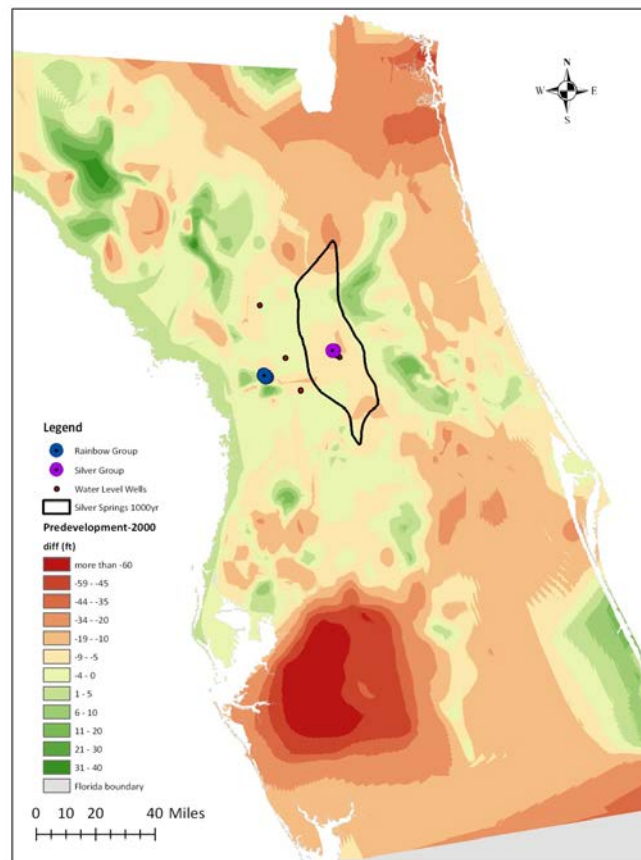 N
W E
S
Legend
Rainbow Group
Silver Group
Water Level Wells
Silver Springs 1000yr
Predevelopment-2000
diff (ft)
more than -60
-59 - -45
-44 - -35
-34 - -20
-19 - -10
-9 - -5
-4 - 0
1 - 5
6 - 10
11 - 20
21 - 30
31 - 40
Florida boundary
0 10 20 40 Miles